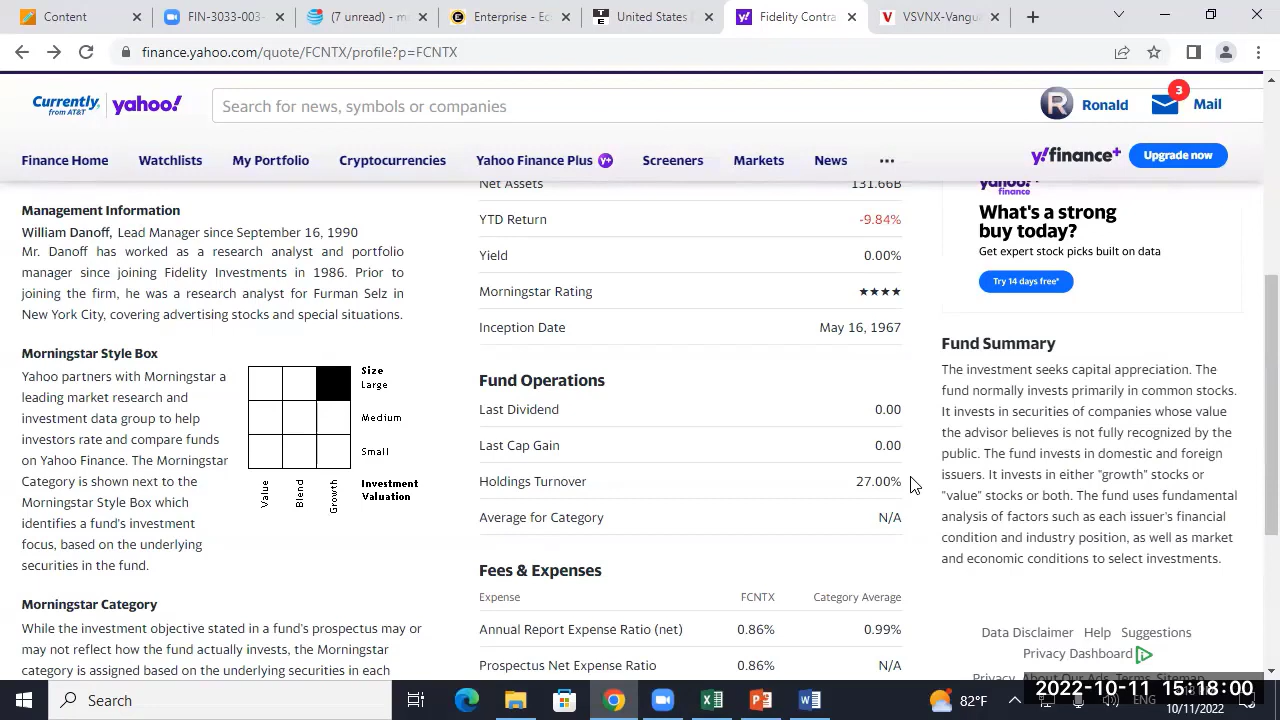 Content
FIN-3033-003-
(7 unread) - m
Enterprise - Ec
United States
Fidelity Contra
VSVNX-Vangua
finance.yahoo.com/quote/FCNTX/profile?p=FCNTX
Currently,
from AT&T
yahoo!
Search for news, symbols or companies
Ronald
3
Mail
Finance Home
Watchlists
My Portfolio
Cryptocurrencies
Yahoo Finance Plus
Screeners
Markets
News
y!finance+
Upgrade now
Management Information
William Danoff, Lead Manager since September 16, 1990
Mr. Danoff has worked as a research analyst and portfolio
manager since joining Fidelity Investments in 1986. Prior to
joining the firm, he was a research analyst for Furman Selz in
New York City, covering advertising stocks and special situations.
Morningstar Style Box
Yahoo partners with Morningstar a
leading market research and
investment data group to help
investors rate and compare funds
on Yahoo Finance. The Morningstar
Category is shown next to the
Morningstar Style Box which
identifies a fund's investment
focus, based on the underlying
securities in the fund.
Size
Large
Medium
Small
Value
Blend
Growth
Investment
Valuation
Morningstar Category
While the investment objective stated in a fund's prospectus may or
may not reflect how the fund actually invests, the Morningstar
category is assigned based on the underlying securities in each
Net Assets 131.66B
YTD Return -9.84%
Yield 0.00%
Morningstar Rating ★★★★
Inception Date May 16, 1967
Fund Operations
Last Dividend 0.00
Last Cap Gain 0.00
Holdings Turnover 27.00%
Average for Category N/A
Fees & Expenses
Expense FCNTX Category Average
Annual Report Expense Ratio (net) 0.86% 0.99%
Prospectus Net Expense Ratio 0.86% N/A
yahoo!
finance
What's a strong
buy today?
Get expert stock picks built on data
Try 14 days free*
Fund Summary
The investment seeks capital appreciation. The
fund normally invests primarily in common stocks.
It invests in securities of companies whose value
the advisor believes is not fully recognized by the
public. The fund invests in domestic and foreign
issuers. It invests in either "growth" stocks or
"value" stocks or both. The fund uses fundamental
analysis of factors such as each issuer's financial
condition and industry position, as well as market
and economic conditions to select investments.
Data Disclaimer Help Suggestions
Privacy Dashboard
Privacy About Our Ads Terms Sitemap
Search
82°F
ENG
2022-10-11 15:18:00
10/11/2022